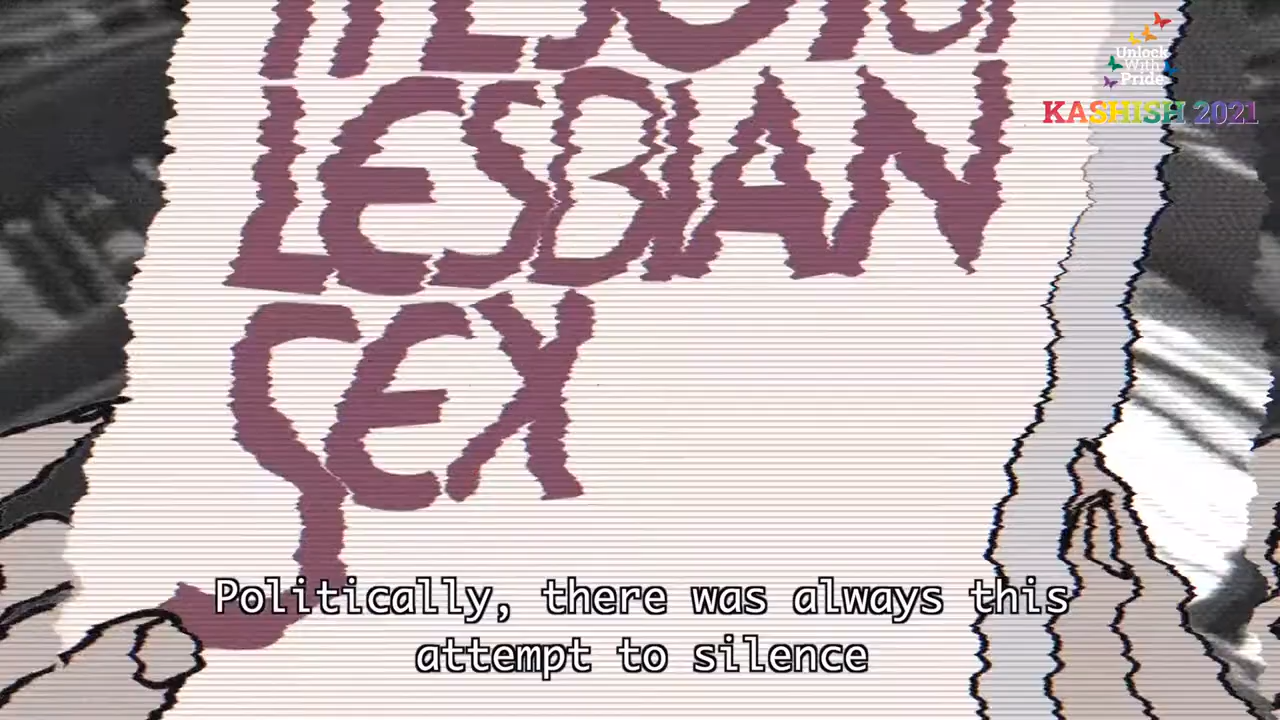 LESBIAN
SEX
Unlock
With
Pride
KASHISH 2021
Politically, there was always this
attempt to silence